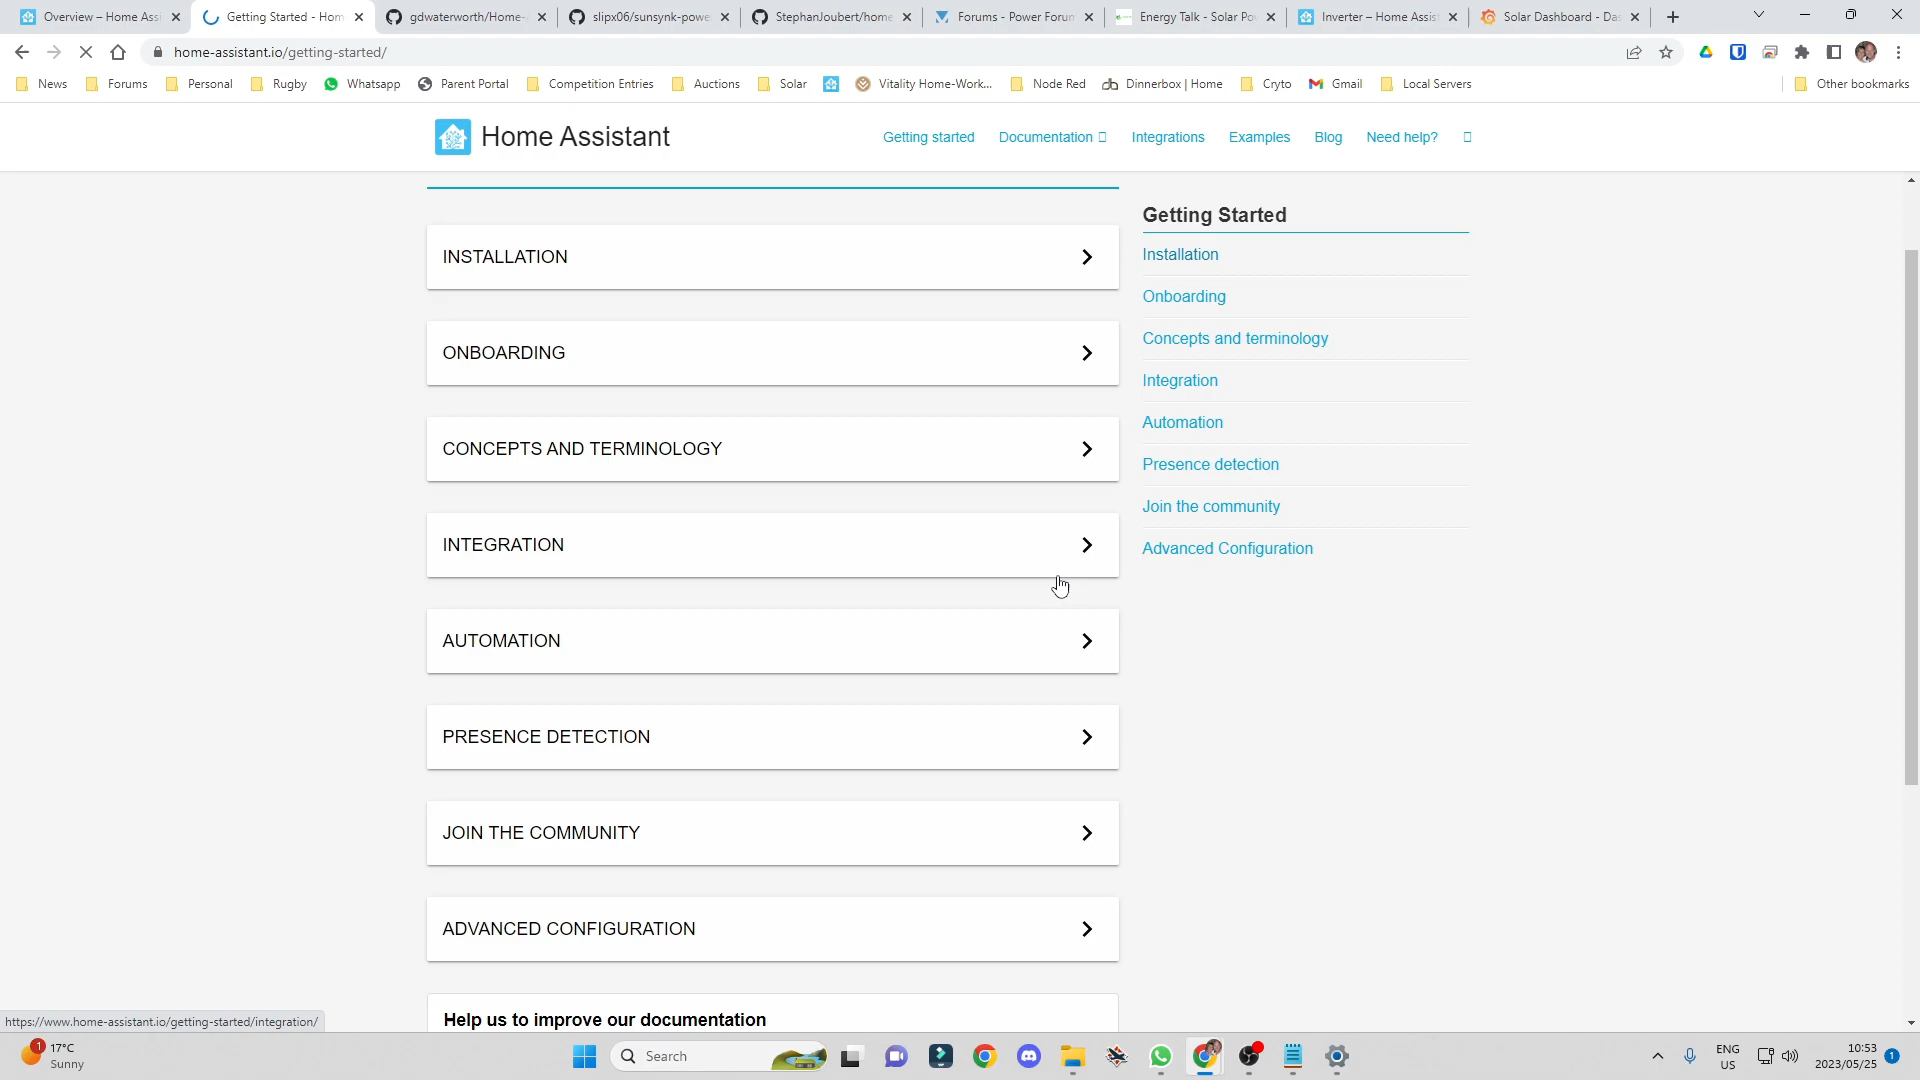 Overview – Home Assi
Getting Started - Hom
gdwaterworth/Home-
slipx06/sunsynk-powe
StephanJoubert/home
Forums - Power Forum
Energy Talk - Solar Po
Inverter – Home Assist
Solar Dashboard - Das
home-assistant.io/getting-started/
News
Forums
Personal
Rugby
Whatsapp
Parent Portal
Competition Entries
Auctions
Solar
Vitality Home-Work...
Node Red
Dinnerbox | Home
Cryto
Gmail
Local Servers
Other bookmarks
Home Assistant
Getting started
Documentation
Integrations
Examples
Blog
Need help?
INSTALLATION
ONBOARDING
CONCEPTS AND TERMINOLOGY
INTEGRATION
AUTOMATION
PRESENCE DETECTION
JOIN THE COMMUNITY
ADVANCED CONFIGURATION
Help us to improve our documentation
Getting Started
Installation
Onboarding
Concepts and terminology
Integration
Automation
Presence detection
Join the community
Advanced Configuration
https://www.home-assistant.io/getting-started/integration/
1
17°C
Sunny
Search
ENG
US
10:53
2023/05/25
1